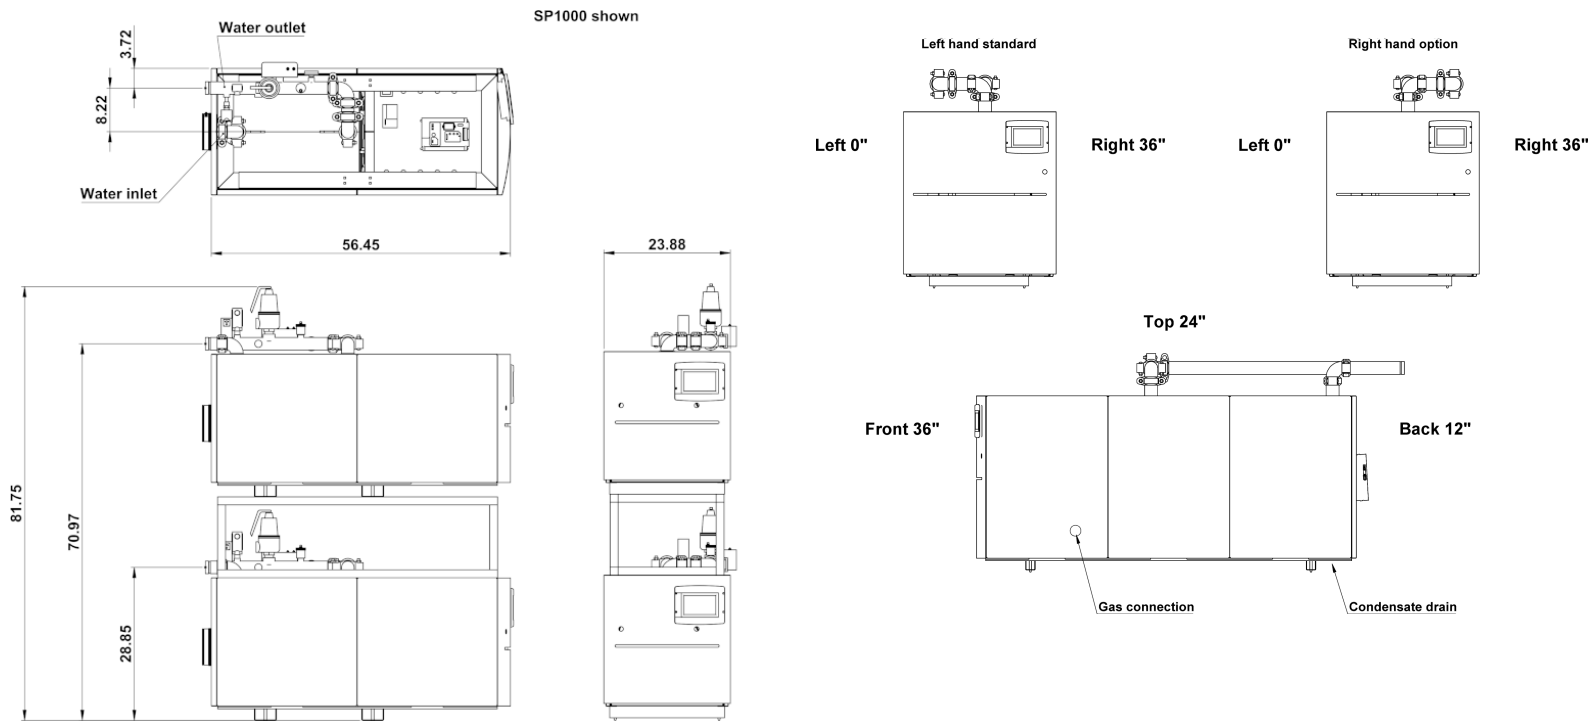 SP1000 shown
Water outlet
3.72
8.22
Water inlet
56.45
23.88
81.75
70.97
28.85
Left hand standard
Right hand option
Left 0"
Right 36"
Left 0"
Right 36"
Top 24"
Front 36"
Back 12"
Gas connection
Condensate drain